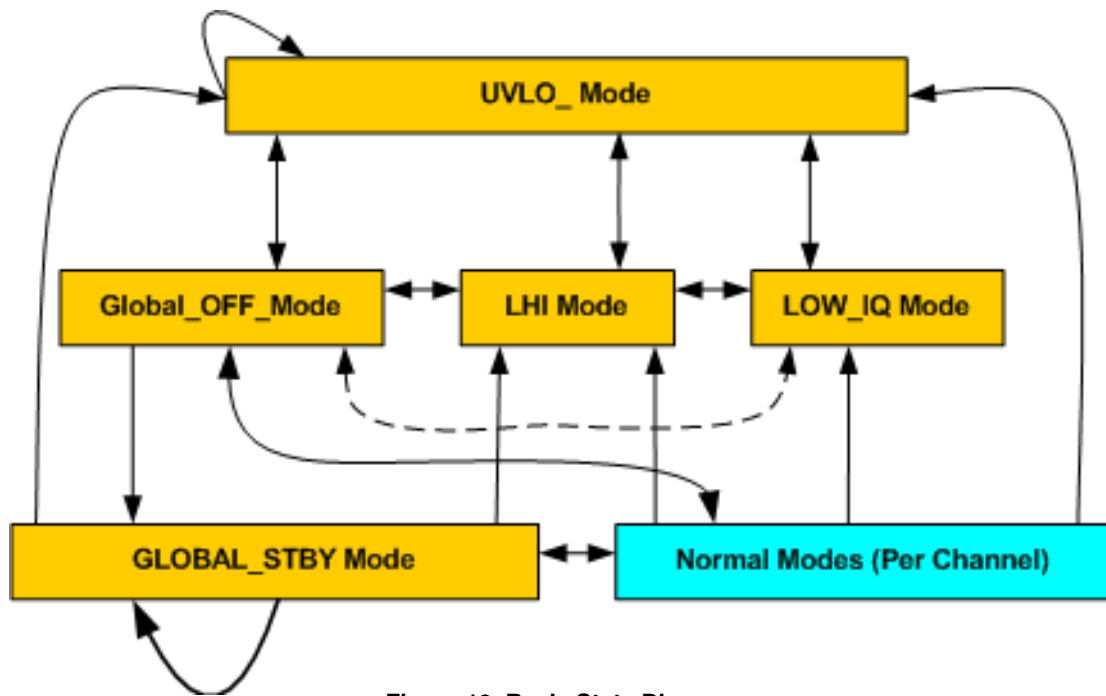 UVLO_ Mode
Global_OFF_Mode
LHI Mode
LOW_IQ Mode
GLOBAL_STBY Mode
Normal Modes (Per Channel)